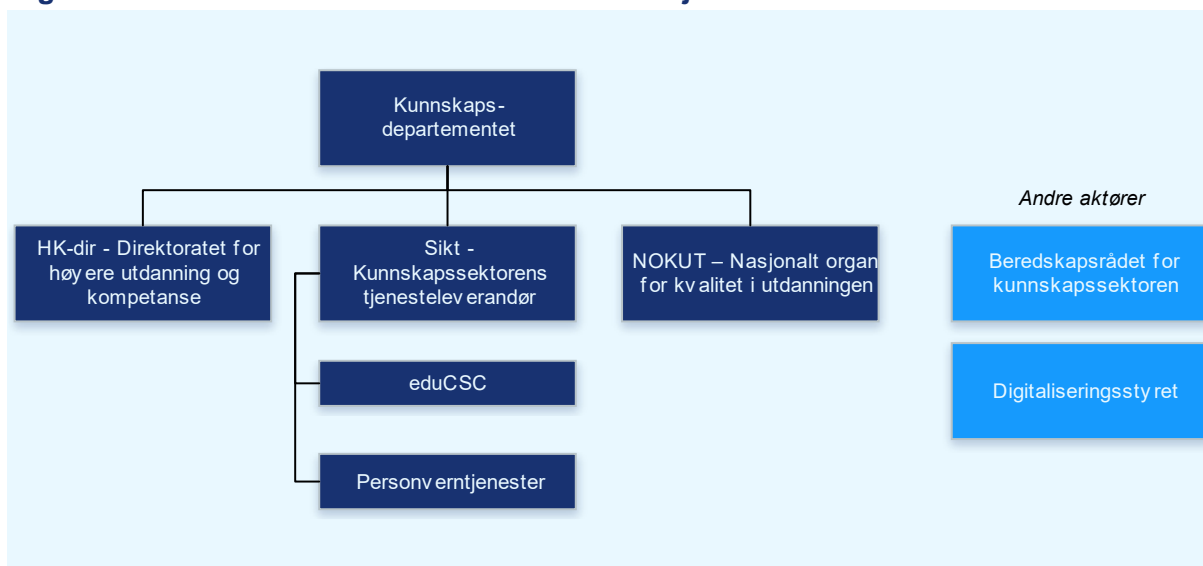 Kunnskaps-
departementet
Andre aktører
HK-dir - Direktoratet for
høyere utdanning og
kompetanse
Sikt -
Kunnskapssektorens
tjenesteleverandør
NOKUT – Nasjonalt organ
for kvalitet i utdanningen
Beredskapsrådet for
kunnskapssektoren
eduCSC
Digitaliseringsstyret
Personverntjenester